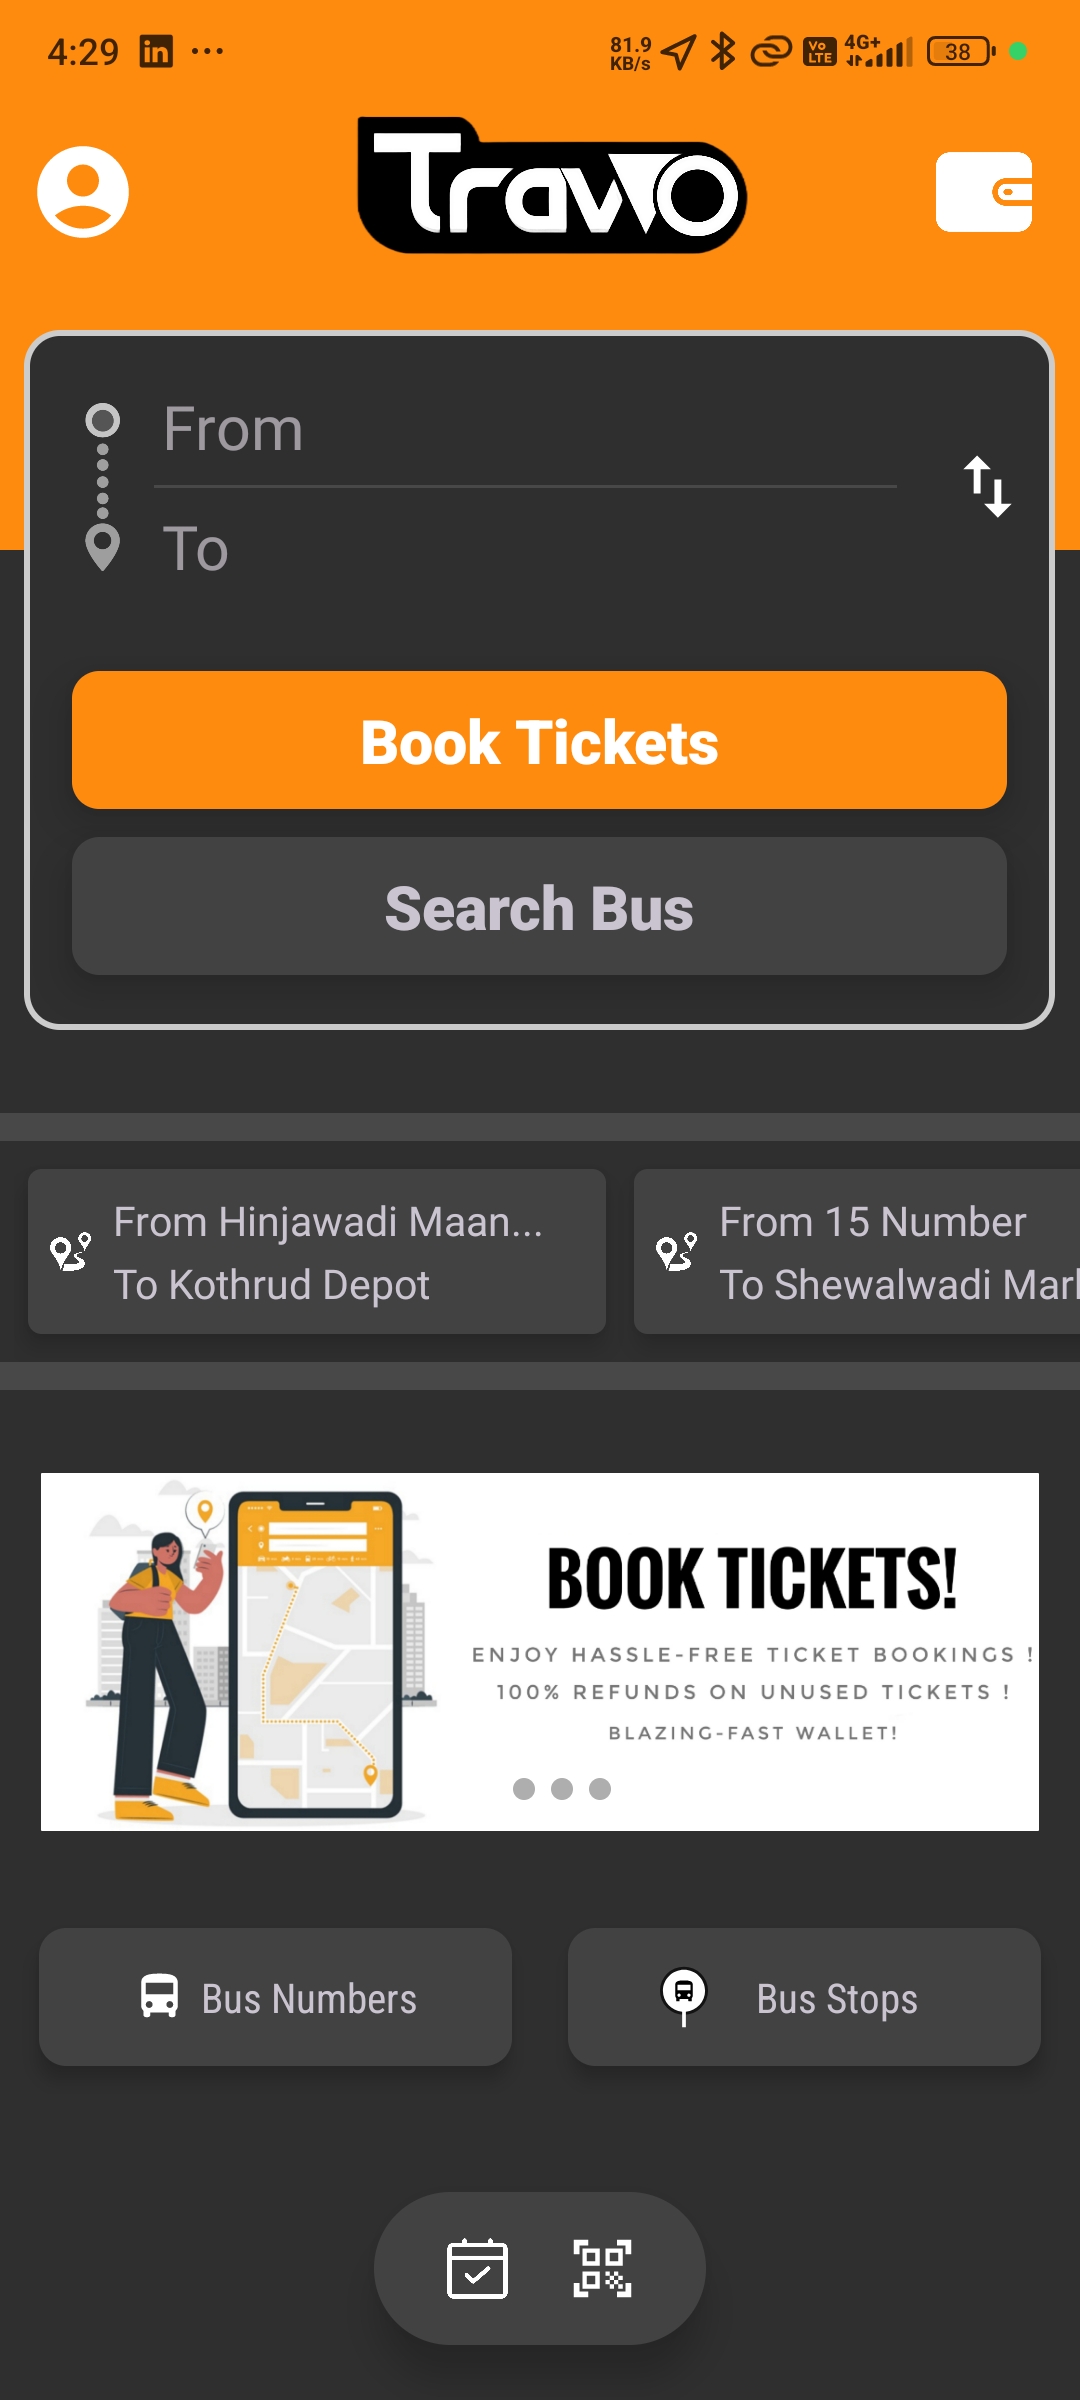 4:29
81.9
KB/s
Vo
LTE
4G+
38
Travo
From
To
Book Tickets
Search Bus
From Hinjawadi Maan...
To Kothrud Depot
From 15 Number
To Shewalwadi Mar
BOOK TICKETS!
ENJOY HASSLE-FREE TICKET BOOKINGS !
100% REFUNDS ON UNUSED TICKETS !
BLAZING-FAST WALLET!
Bus Numbers
Bus Stops